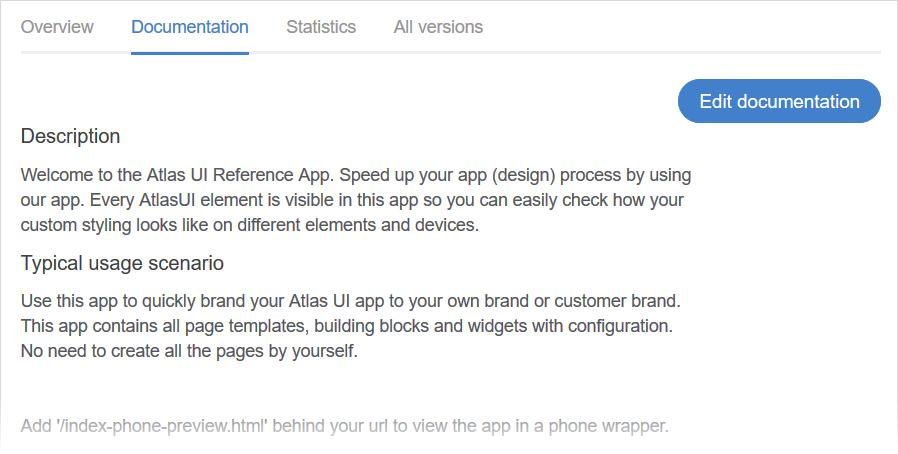 Overview Documentation Statistics All versions
Edit documentation
Description
Welcome to the Atlas UI Reference App. Speed up your app (design) process by using
our app. Every AtlasUI element is visible in this app so you can easily check how your
custom styling looks like on different elements and devices.
Typical usage scenario
Use this app to quickly brand your Atlas UI app to your own brand or customer brand.
This app contains all page templates, building blocks and widgets with configuration.
No need to create all the pages by yourself.
Add '/index-phone-preview.html' behind your url to view the app in a phone wrapper.